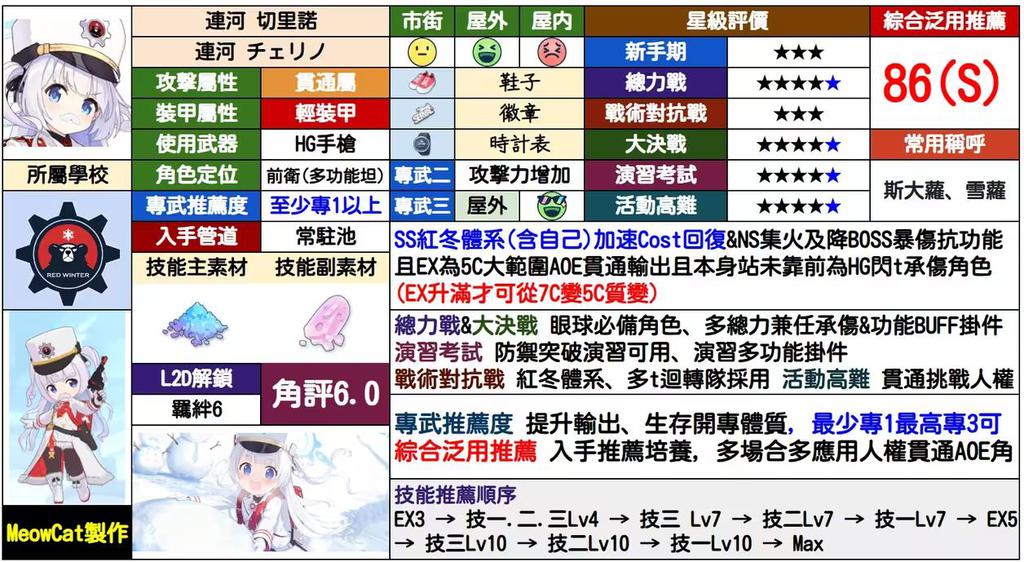 連河 切里諾
連河 チェリノ
攻擊屬性 貫通屬
裝甲屬性 輕裝甲
使用武器 HG手槍
所屬學校
角色定位 前衛(多功能坦)
專武推薦度 至少專1以上
入手管道 常駐池
RED WINTER
技能主素材 技能副素材
L2D解鎖
羈絆6
角評6.0
MeowCat製作
市街 屋外 屋内
鞋子
徽章
時計表
專武二 攻擊力增加
專武三 屋外
星級評價
新手期 ★★★
總力戰 ★★★★★
戰術對抗戰 ★★★
大決戰 ★★★★★
演習考試 ★★★★★
活動高難 ★★★★★
綜合泛用推薦
86(S)
常用稱呼
斯大蘿、雪蘿
SS紅冬體系(含自己)加速Cost回復&NS集火及降BOSS暴傷抗功能
且EX為5C大範圍AOE貫通輸出且本身站未靠前為HG閃t承傷角色
(EX升滿才可從7C變5C質變)
總力戰&大決戰 眼球必備角色、多總力兼任承傷&功能BUFF掛件
演習考試 防禦突破演習可用、演習多功能掛件
戰術對抗戰 紅冬體系、多t迴轉隊採用 活動高難 貫通挑戰人權
專武推薦度 提升輸出、生存開專體質, 最少專1最高專3可
綜合泛用推薦 入手推薦培養, 多場合多應用人權貫通AOE角
技能推薦順序
EX3 → 技一.二.三Lv4 → 技三 Lv7 → 技二Lv7 → 技一Lv7 → EX5
→ 技三Lv10 → 技二Lv10 → 技一Lv10 → Max